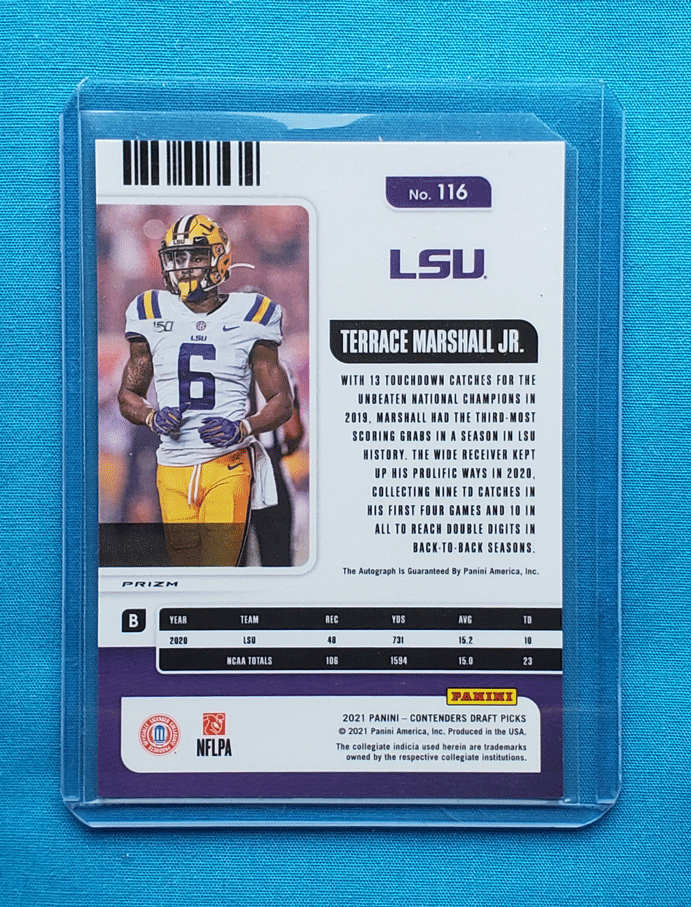 No. 116
LSU
TERRACE MARSHALL JR.
WITH 13 TOUCHDOWN CATCHES FOR THE
UNBEATEN NATIONAL CHAMPIONS IN
2019, MARSHALL HAD THE THIRD-MOST
SCORING GRABS IN A SEASON IN LSU
HISTORY. THE WIDE RECEIVER KEPT
UP HIS PROLIFIC WAYS IN 2020,
COLLECTING NINE TD CATCHES IN
HIS FIRST FOUR GAMES AND 10 IN
ALL TO REACH DOUBLE DIGITS IN
BACK-TO-BACK SEASONS.
The Autograph Is Guaranteed By Panini America, Inc.
LSU
6
150
PRIZM
B
YEAR TEAM REC YDS AVG TD
2020 LSU 48 731 15.2 10
NCAA TOTALS 106 1594 15.0 23
PANINI
2021 PANINI – CONTENDERS DRAFT PICKS
© 2021 Panini America, Inc. Produced in the USA.
The collegiate indicia used herein are trademarks
owned by the respective collegiate institutions.
OFFICIALLY LICENSED COLLEGIATE PRODUCTS
NFLPA